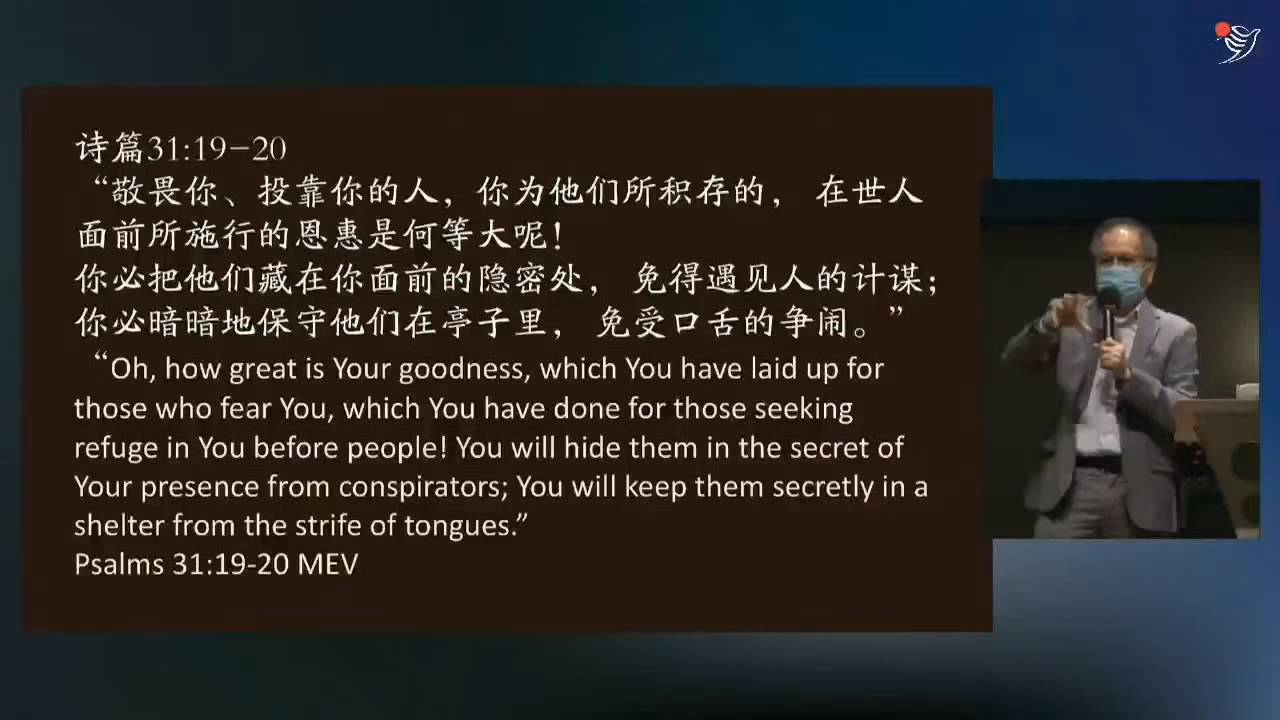 诗篇31:19-20
“敬畏你、投靠你的人，你为他们所积存的， 在世人
面前所施行的恩惠是何等大呢！
你必把他们藏在你面前的隐密处， 免得遇见人的计谋；
你必暗暗地保守他们在亭子里， 免受口舌的争闹。”
“Oh, how great is Your goodness, which You have laid up for
those who fear You, which You have done for those seeking
refuge in You before people! You will hide them in the secret of
Your presence from conspirators; You will keep them secretly in a
shelter from the strife of tongues.”
Psalms 31:19-20 MEV